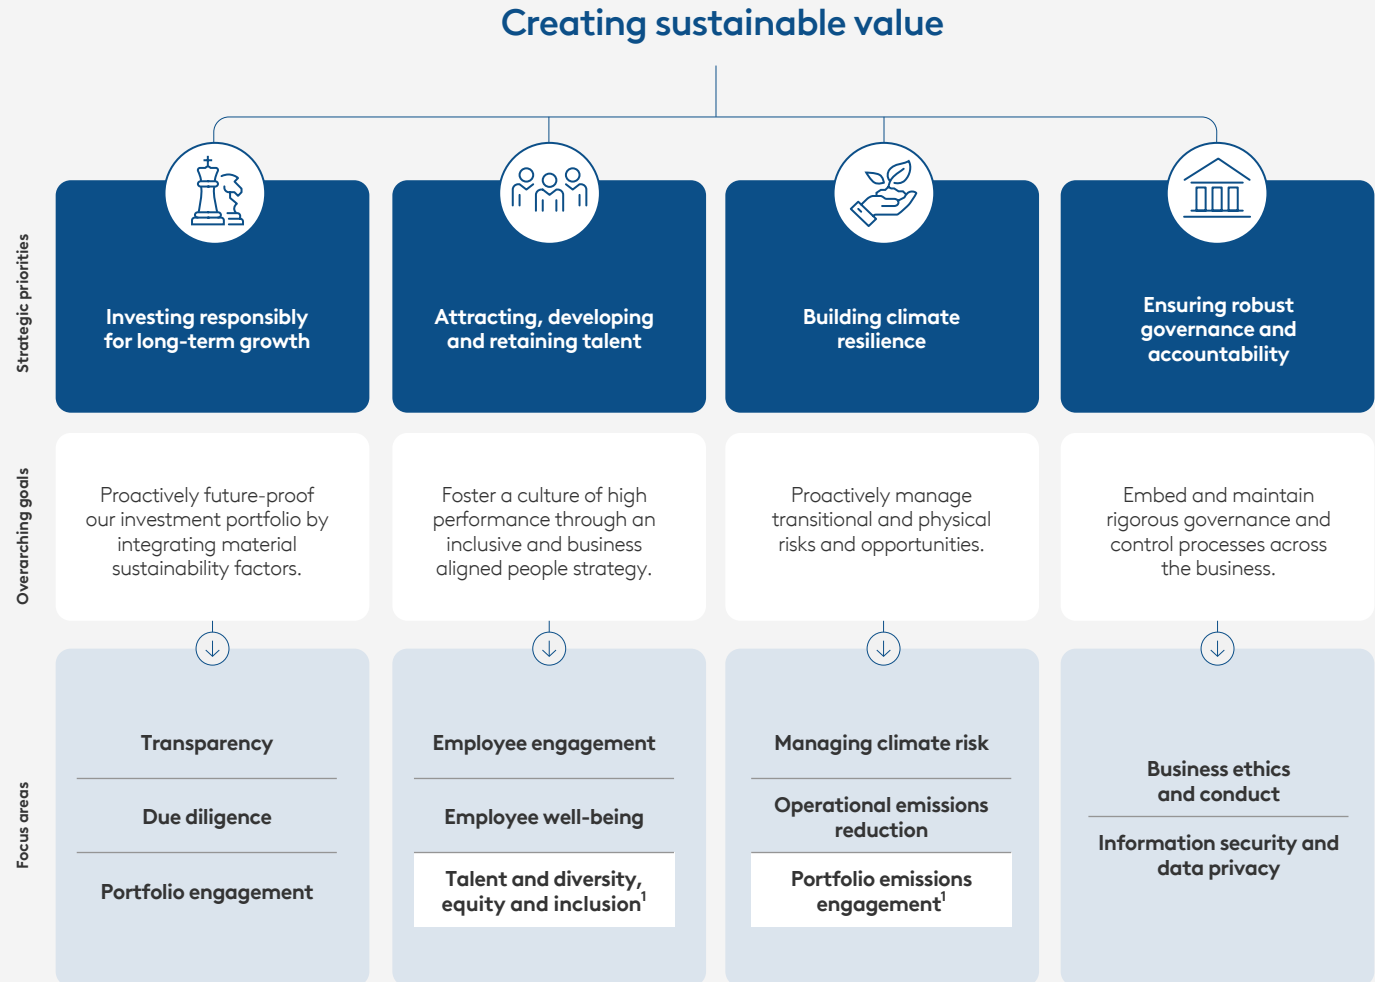 Creating sustainable value
Strategic priorities
Investing responsibly
for long-term growth
Attracting, developing
and retaining talent
Building climate
resilience
Ensuring robust
governance and
accountability
Overarching goals
Proactively future-proof
our investment portfolio by
integrating material
sustainability factors.
Foster a culture of high
performance through an
inclusive and business
aligned people strategy.
Proactively manage
transitional and physical
risks and opportunities.
Embed and maintain
rigorous governance and
control processes across
the business.
Focus areas
Transparency
Due diligence
Portfolio engagement
Employee engagement
Employee well-being
Talent and diversity,
equity and inclusion¹
Managing climate risk
Operational emissions
reduction
Portfolio emissions
engagement¹
Business ethics
and conduct
Information security and
data privacy